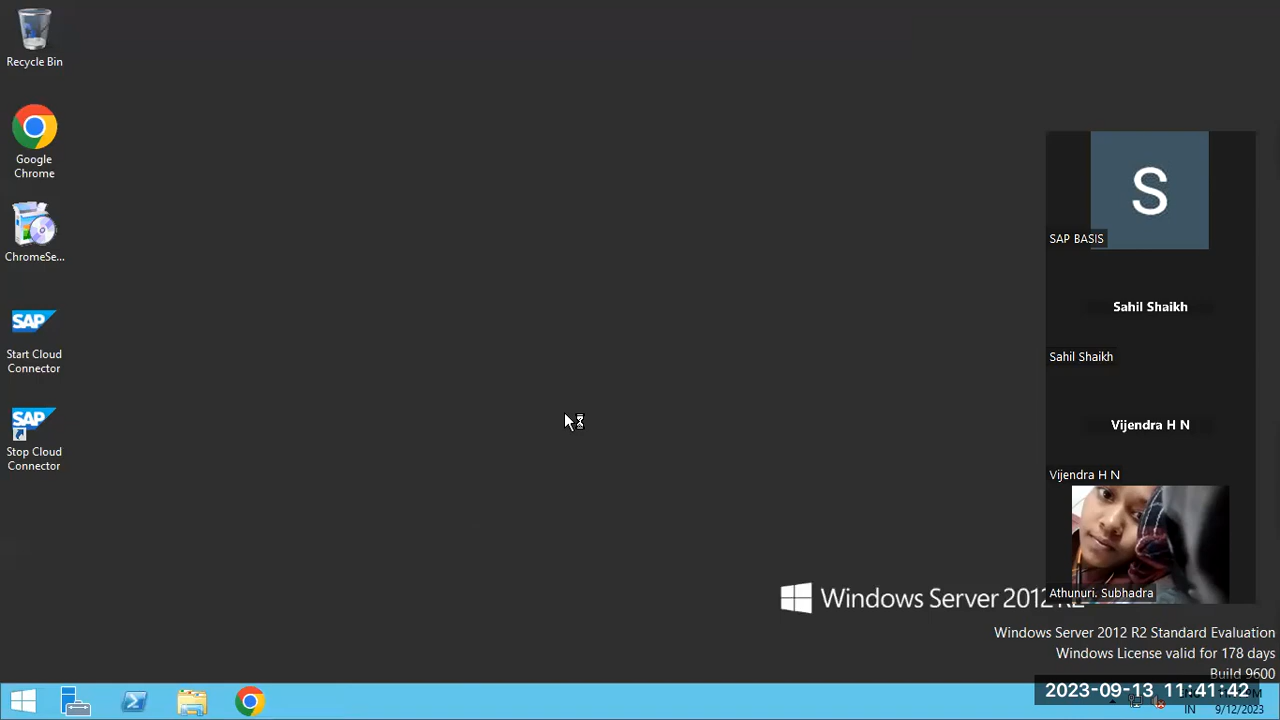 Recycle Bin
Google
Chrome
ChromeSe...
SAP
Start Cloud
Connector
SAP
Stop Cloud
Connector
S
SAP BASIS
Sahil Shaikh
Sahil Shaikh
Vijendra H N
Vijendra H N
Athunuri. Subhadra
Windows Server 2012 R2
Windows Server 2012 R2 Standard Evaluation
Windows License valid for 178 days
Build 9600
2023-09-13 11:41:42
IN
9/12/2023